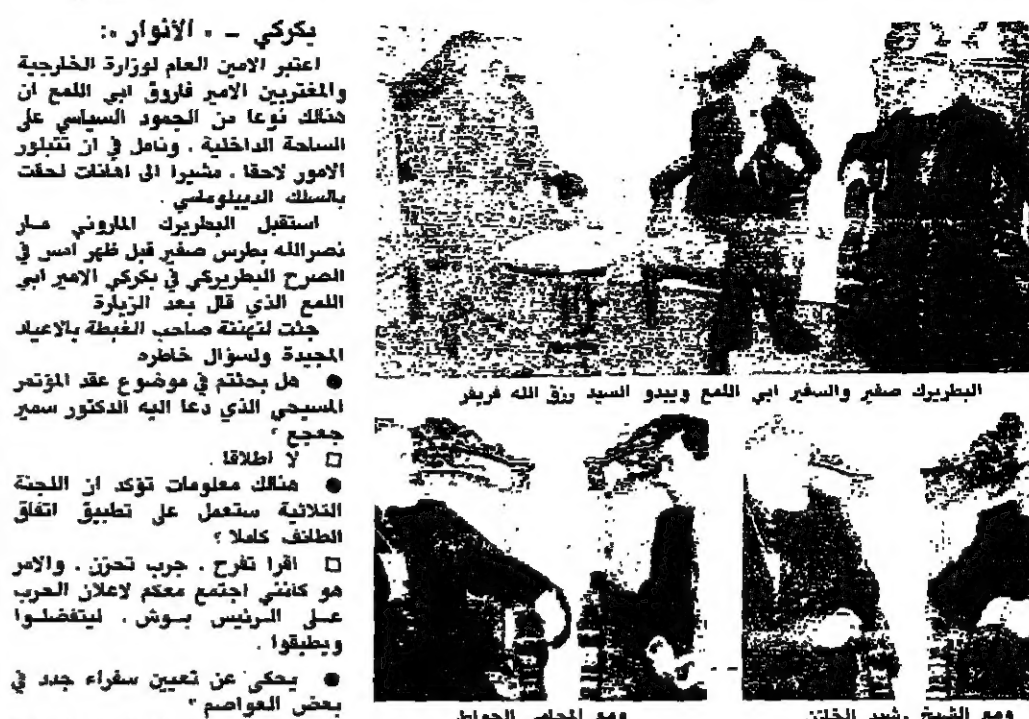 بكركي - «الأنوار»:
اعتبر الامين العام لوزارة الخارجية
والمغتربين الامير فاروق ابي اللمع ان
هنالك نوعا من الجمود السياسي على
الساحة الداخلية . ونامل في ان تتبلور
الامور لاحقا . مشيرا الى اهانات لحقت
بالسلك الديبلوماسي .
استقبل البطريرك الماروني مار
نصرالله بطرس صفير قبل ظهر امس في
الصرح البطريركي في بكركي الامير ابي
اللمع الذي قال بعد الزيارة
جئت لتهنئة صاحب الغبطة بالاعياد
المجيدة ولسؤال خاطره
● هل بحثتم في موضوع عقد المؤتمر
المسيحي الذي دعا اليه الدكتور سمير
جعجع ؟
□ لا اطلاقا .
● هنالك معلومات تؤكد ان اللجنة
الثلاثية ستعمل على تطبيق اتفاق
الطائف كاملا ؟
□ اقرا تفرح . جرب تحزن . والامر
هو كانني اجتمع معكم لاعلان الحرب
على الرئيس بوش . ليتفضلوا
ويطبقوا .
● يحكى عن تعيين سفراء جدد في
بعض العواصم ؟
البطريرك صفير والسفير ابي اللمع ويبدو السيد رزق الله فريفر
ومع المحامي الحواط
ومع الشيخ رشيد الخازن